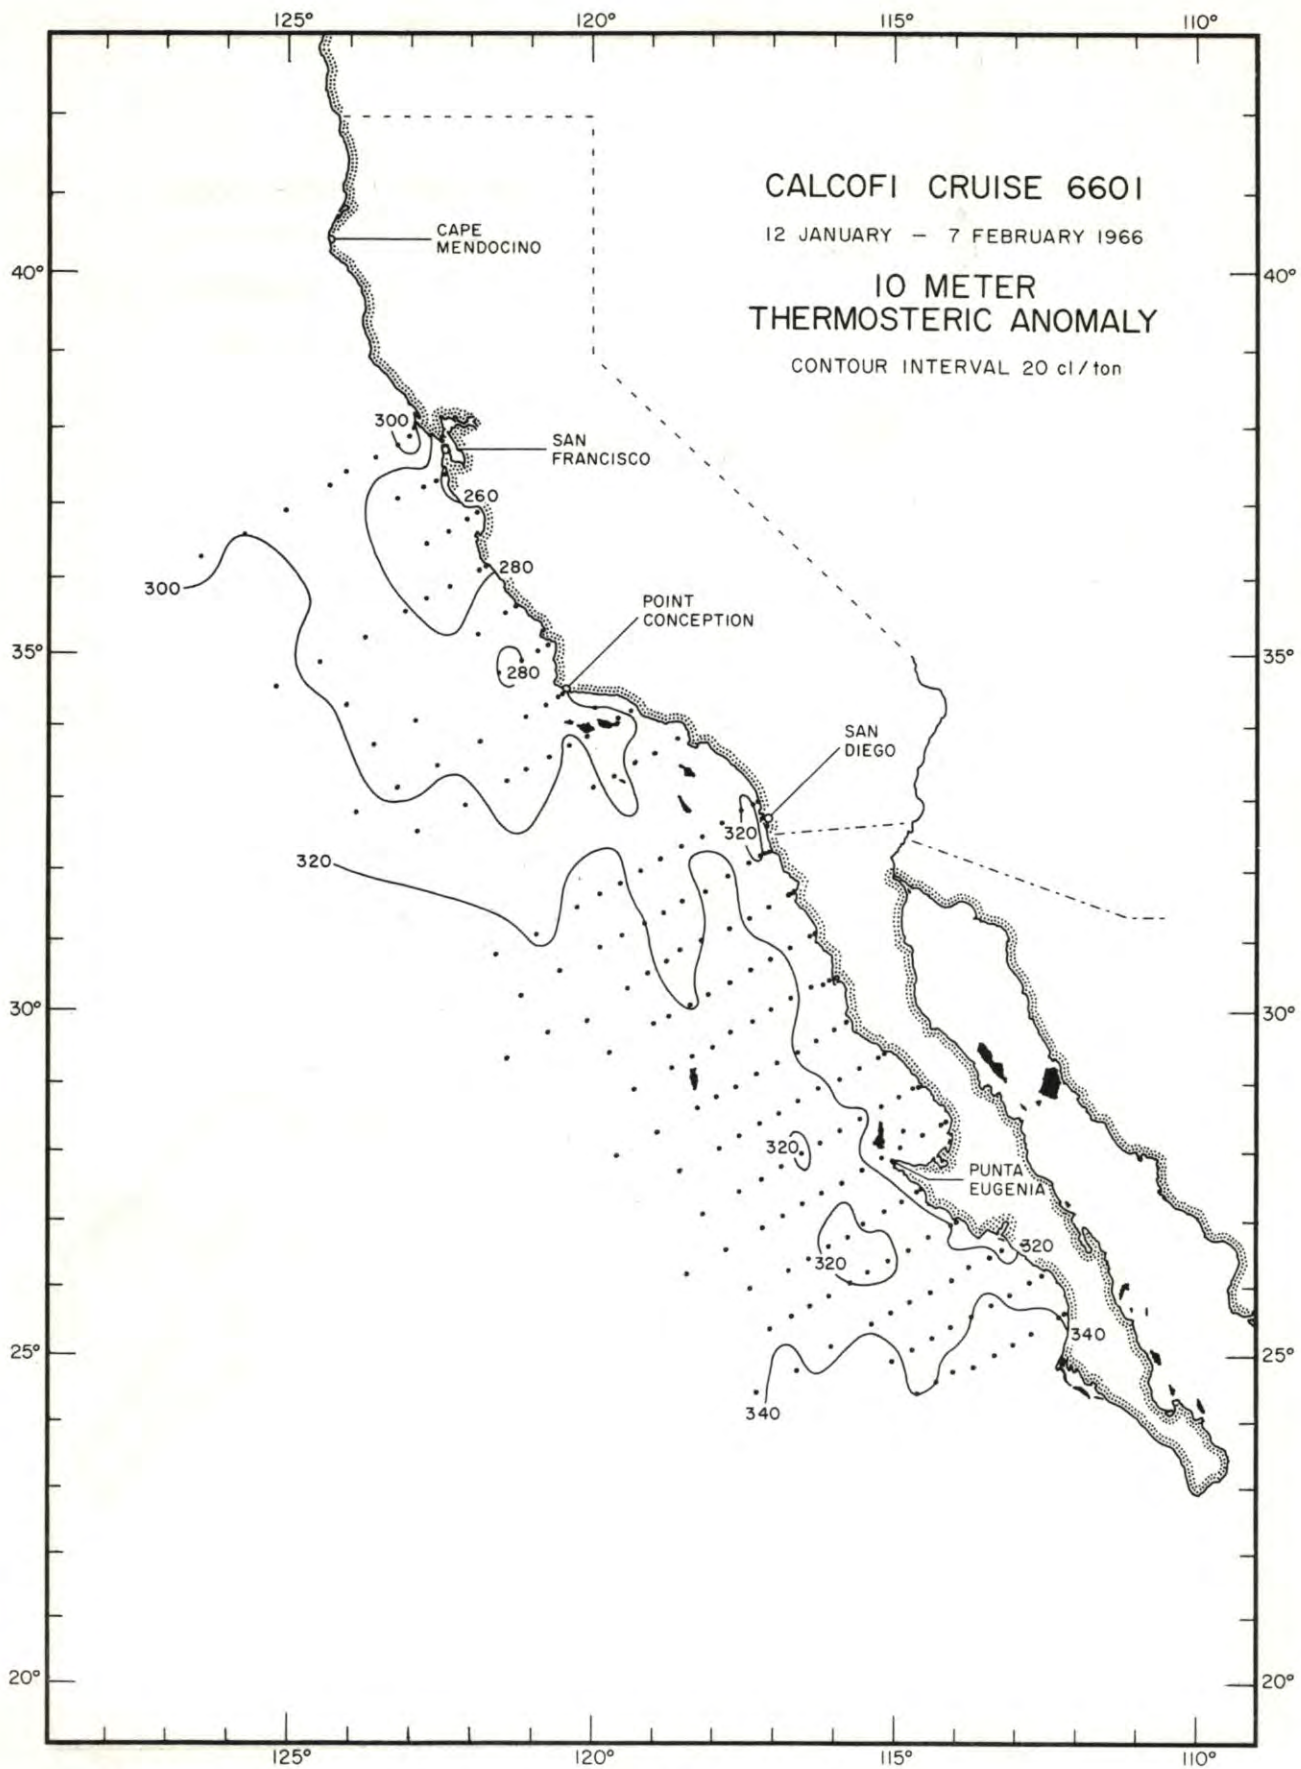 125°
120°
115°
110°
CALCOFI CRUISE 6601
12 JANUARY – 7 FEBRUARY 1966
10 METER
THERMOSTERIC ANOMALY
CONTOUR INTERVAL 20 cl/ton
CAPE
MENDOCINO
40°
40°
300
SAN
FRANCISCO
260
280
300
POINT
CONCEPTION
35°
35°
280
SAN
DIEGO
320
320
30°
30°
320
PUNTA
EUGENIA
320
320
340
25°
25°
340
20°
20°
125°
120°
115°
110°